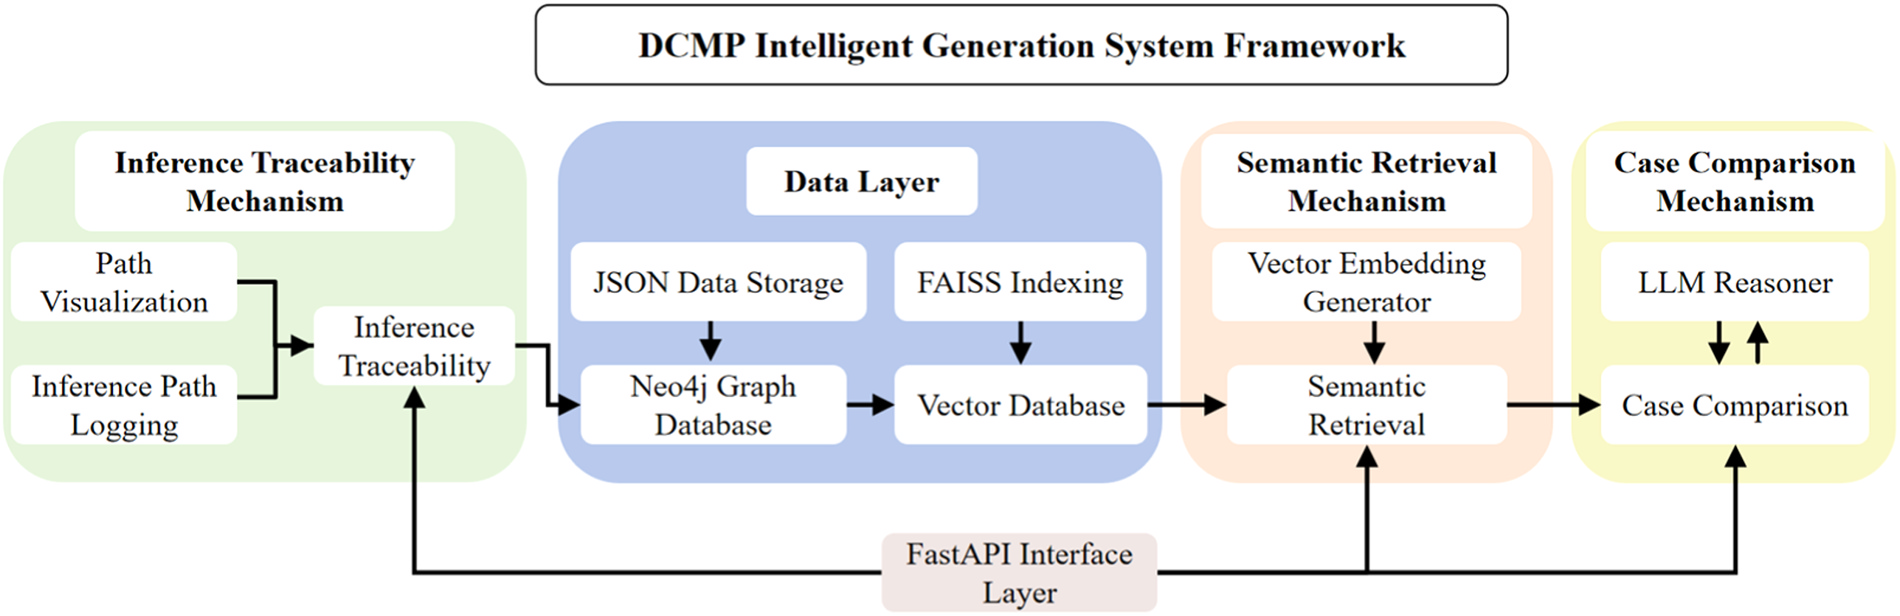 DCMP Intelligent Generation System Framework
Inference Traceability
Mechanism
Path
Visualization
Inference Path
Logging
Inference
Traceability
Data Layer
JSON Data Storage
FAISS Indexing
Neo4j Graph
Database
Vector Database
Semantic Retrieval
Mechanism
Vector Embedding
Generator
Semantic
Retrieval
Case Comparison
Mechanism
LLM Reasoner
Case Comparison
FastAPI Interface
Layer